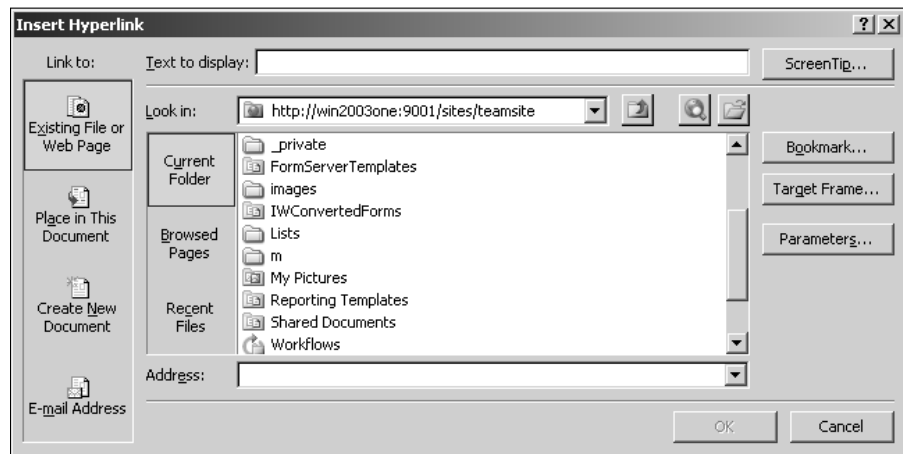 Insert Hyperlink
Link to:
Text to display:
ScreenTip...
Existing File or
Web Page
Place in This
Document
Create New
Document
E-mail Address
Look in:
http://win2003one:9001/sites/teamsite
Current
Folder
Browsed
Pages
Recent
Files
_private
FormServerTemplates
images
IWConvertedForms
Lists
m
My Pictures
Reporting Templates
Shared Documents
Workflows
Bookmark...
Target Frame...
Parameters...
Address:
OK
Cancel